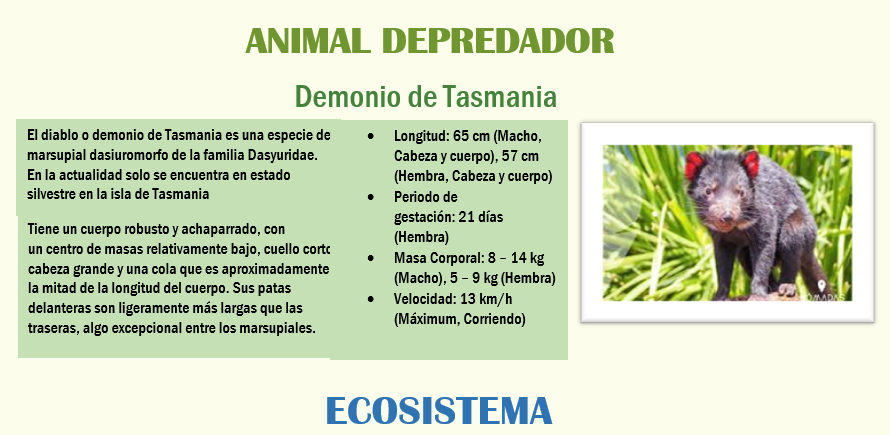 ANIMAL DEPREDADOR
Demonio de Tasmania
El diablo o demonio de Tasmania es una especie de
marsupial dasiuromorfo de la familia Dasyuridae.
En la actualidad solo se encuentra en estado
silvestre en la isla de Tasmania
Tiene un cuerpo robusto y achaparrado, con
un centro de masas relativamente bajo, cuello corto
cabeza grande y una cola que es aproximadamente
la mitad de la longitud del cuerpo. Sus patas
delanteras son ligeramente más largas que las
traseras, algo excepcional entre los marsupiales.
• Longitud: 65 cm (Macho,
Cabeza y cuerpo), 57 cm
(Hembra, Cabeza y cuerpo)
• Periodo de
gestación: 21 días
(Hembra)
• Masa Corporal: 8 – 14 kg
(Macho), 5 – 9 kg (Hembra)
• Velocidad: 13 km/h
(Máximum, Corriendo)
ECOSISTEMA